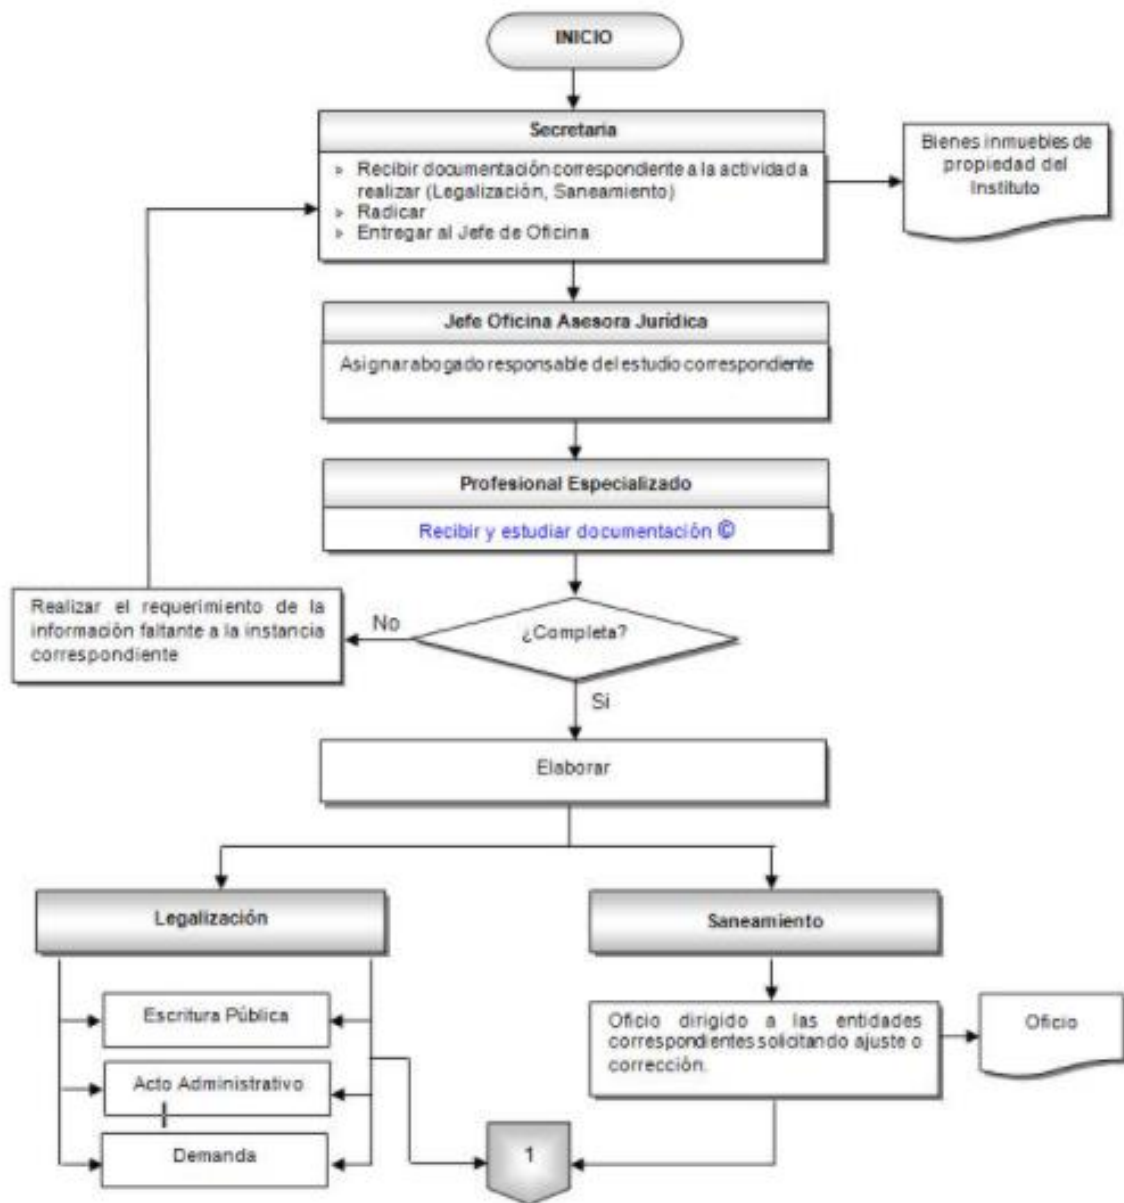 INICIO
Secretaria
» Recibir documentación correspondiente a la actividad a
realizar (Legalización, Saneamiento)
» Radicar
» Entregar al Jefe de Oficina
Bienes inmuebles de
propiedad del
Instituto
Jefe Oficina Asesora Jurídica
Asignar abogado responsable del estudio correspondiente
Profesional Especializado
Recibir y estudiar documentación ©
Realizar el requerimiento de la
información faltante a la instancia
correspondiente
No
¿Completa?
Si
Elaborar
Legalización
Saneamiento
Escritura Pública
Acto Administrativo
Demanda
Oficio dirigido a las entidades
correspondientes solicitando ajuste o
corrección.
Oficio
1